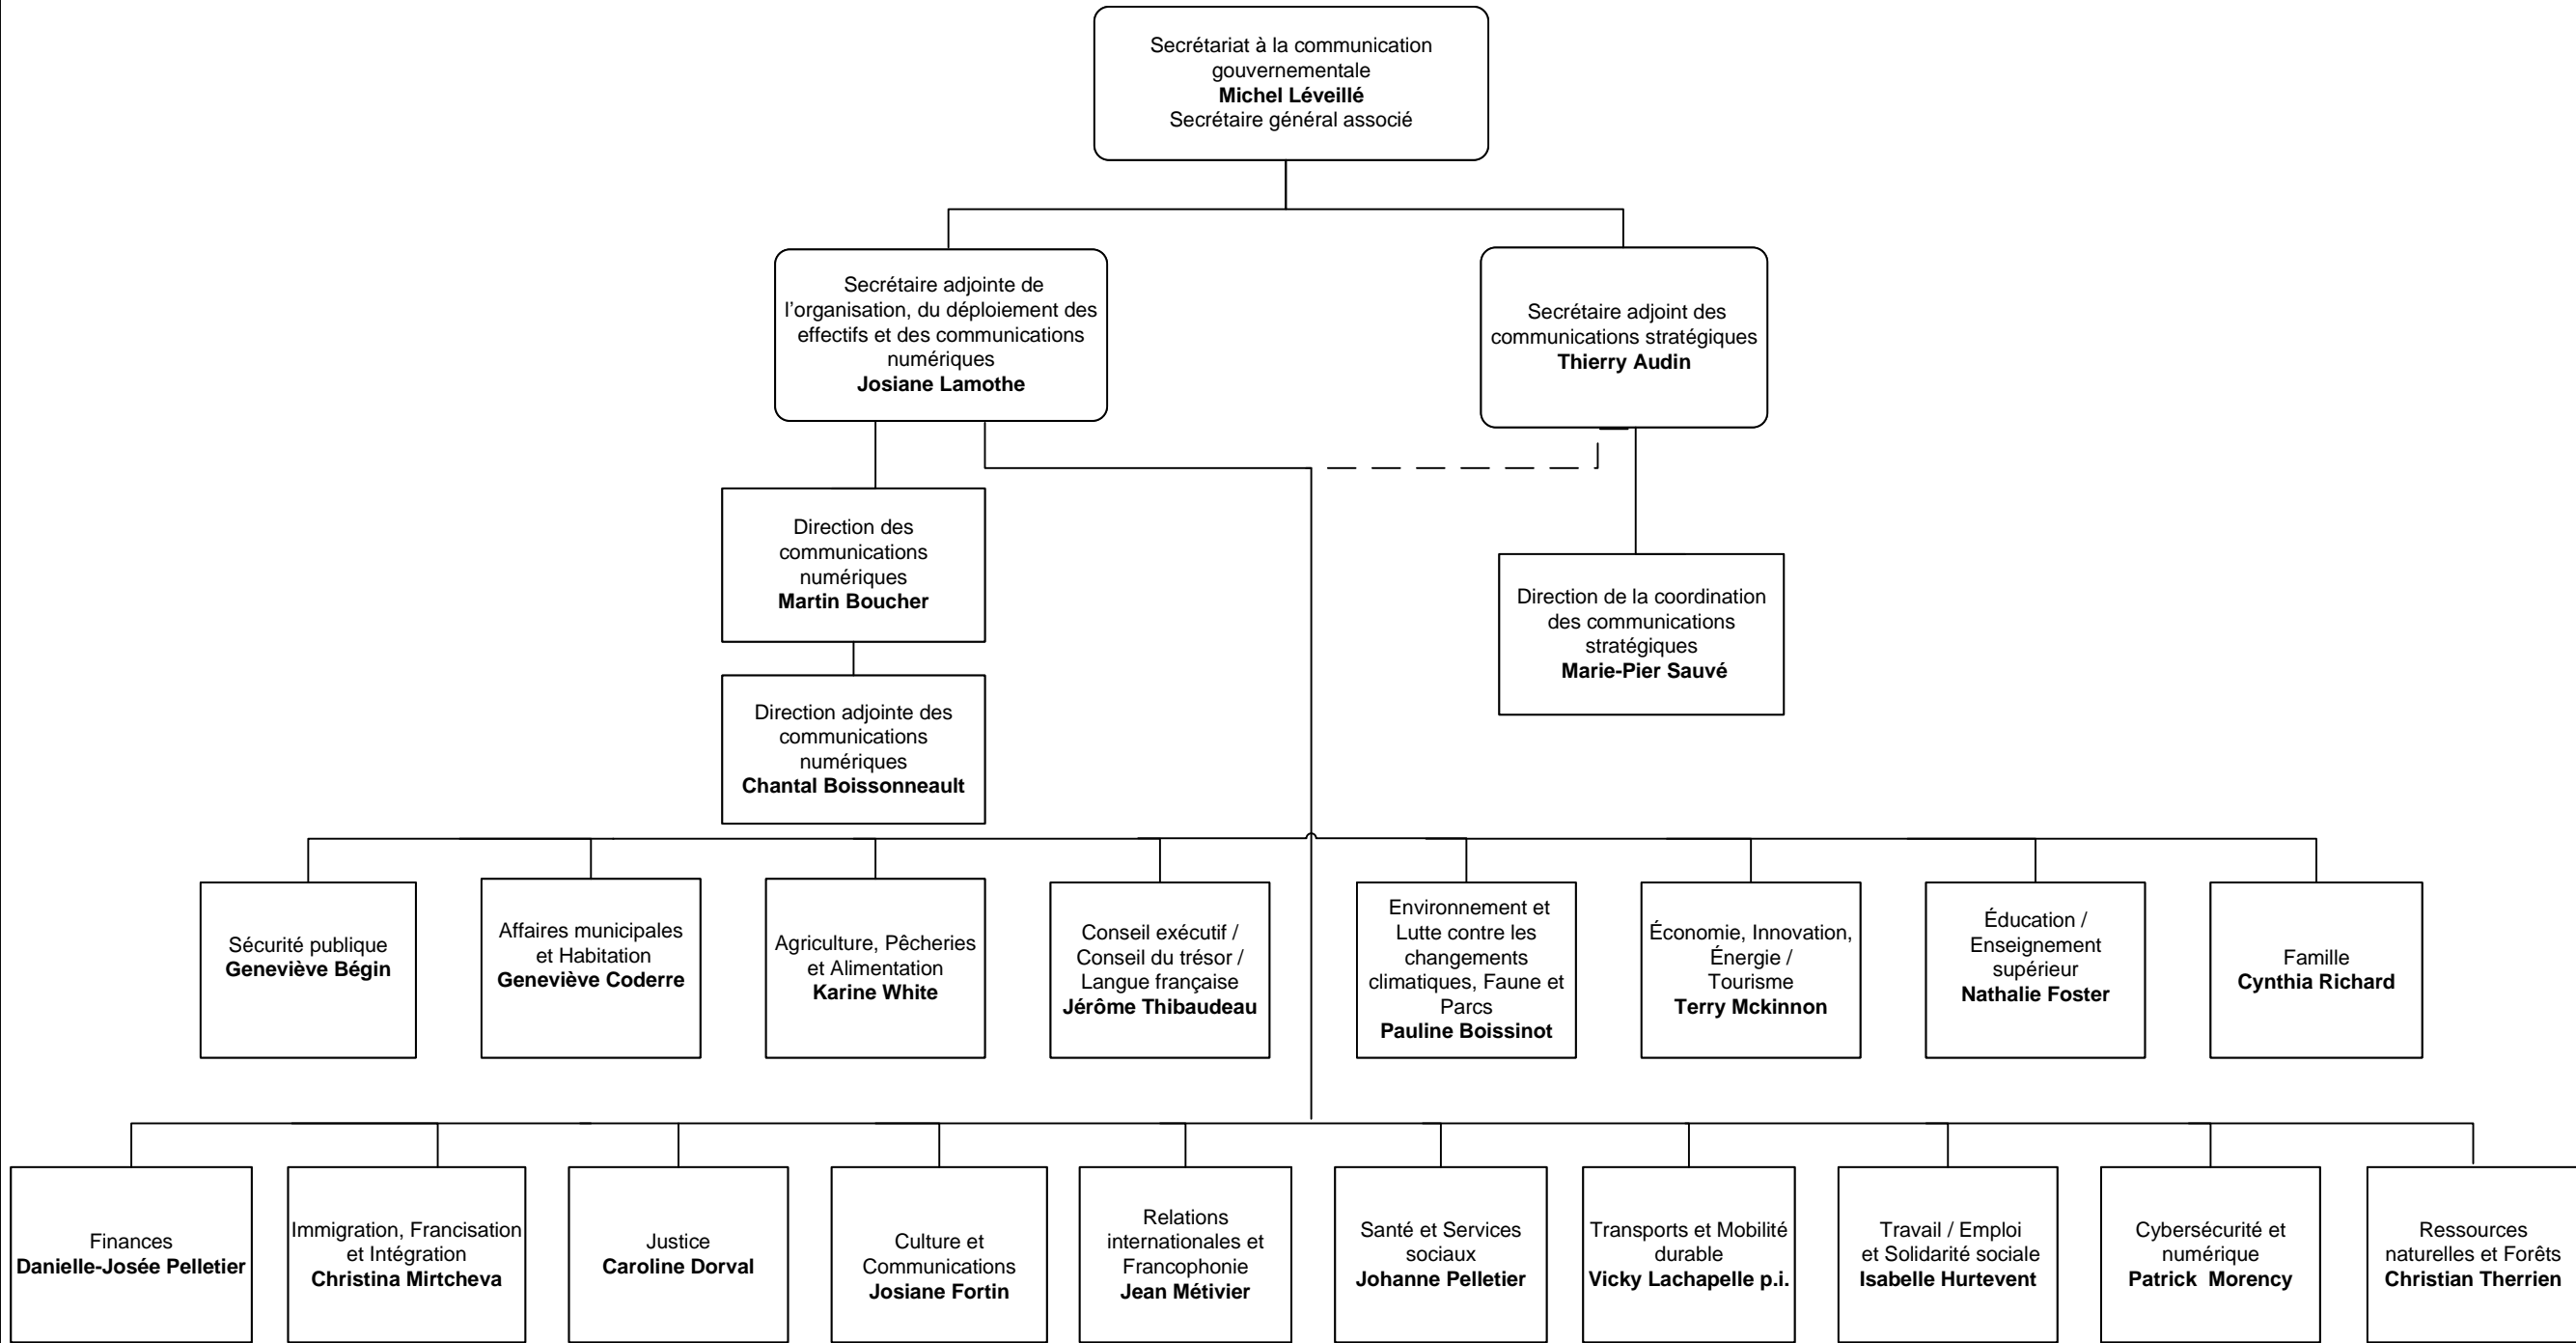 Secrétariat à la communication
gouvernementale
Michel Léveillé
Secrétaire général associé
Secrétaire adjointe de
l’organisation, du déploiement des
effectifs et des communications
numériques
Josiane Lamothe
Secrétaire adjoint des
communications stratégiques
Thierry Audin
Direction des
communications
numériques
Martin Boucher
Direction de la coordination
des communications
stratégiques
Marie-Pier Sauvé
Direction adjointe des
communications
numériques
Chantal Boissonneault
Sécurité publique
Geneviève Bégin
Affaires municipales
et Habitation
Geneviève Coderre
Agriculture, Pêcheries
et Alimentation
Karine White
Conseil exécutif /
Conseil du trésor /
Langue française
Jérôme Thibaudeau
Environnement et
Lutte contre les
changements
climatiques, Faune et
Parcs
Pauline Boissinot
Économie, Innovation,
Énergie /
Tourisme
Terry Mckinnon
Éducation /
Enseignement
supérieur
Nathalie Foster
Famille
Cynthia Richard
Finances
Danielle-Josée Pelletier
Immigration, Francisation
et Intégration
Christina Mirtcheva
Justice
Caroline Dorval
Culture et
Communications
Josiane Fortin
Relations
internationales et
Francophonie
Jean Métivier
Santé et Services
sociaux
Johanne Pelletier
Transports et Mobilité
durable
Vicky Lachapelle p.i.
Travail / Emploi
et Solidarité sociale
Isabelle Hurtevent
Cybersécurité et
numérique
Patrick  Morency
Ressources
naturelles et Forêts
Christian Therrien